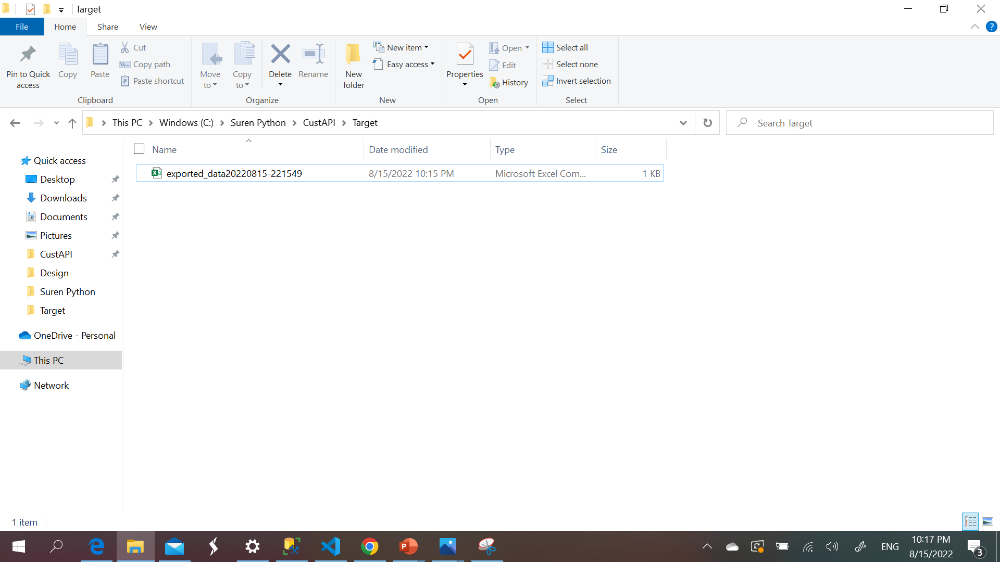 Target
File Home Share View
Pin to Quick access
Copy
Paste
Cut
Copy path
Paste shortcut
Clipboard
Move to
Copy to
Delete
Rename
Organize
New folder
New item
Easy access
New
Properties
Open
Edit
History
Open
Select all
Select none
Invert selection
Select
This PC > Windows (C:) > Suren Python > CustAPI > Target
Search Target
Name Date modified Type Size
exported_data20220815-221549 8/15/2022 10:15 PM Microsoft Excel Com... 1 KB
Quick access
Desktop
Downloads
Documents
Pictures
CustAPI
Design
Suren Python
Target
OneDrive - Personal
This PC
Network
1 item
ENG
10:17 PM
8/15/2022
3